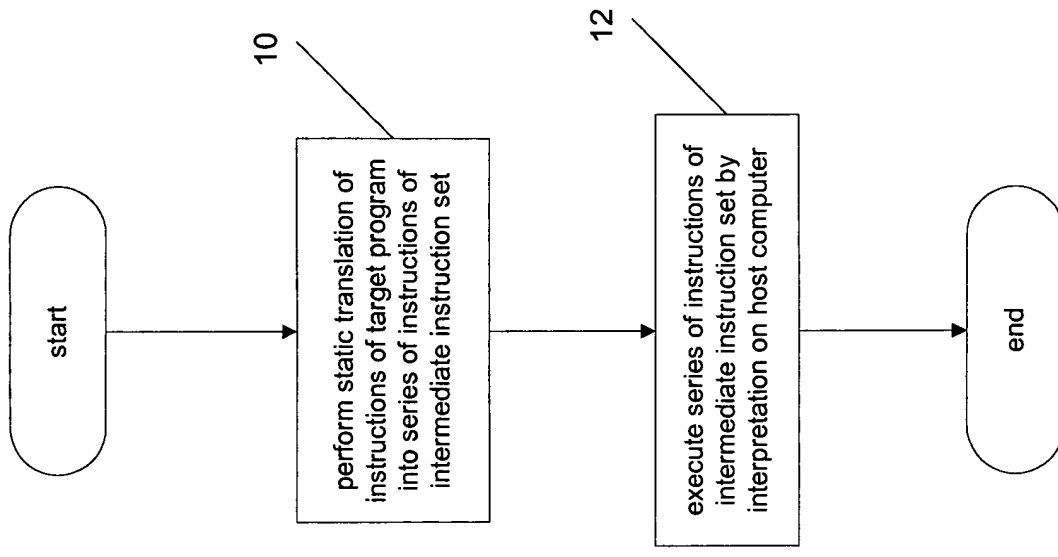 start
perform static translation of
instructions of target program
into series of instructions of
intermediate instruction set
10
execute series of instructions of
intermediate instruction set by
interpretation on host computer
12
end